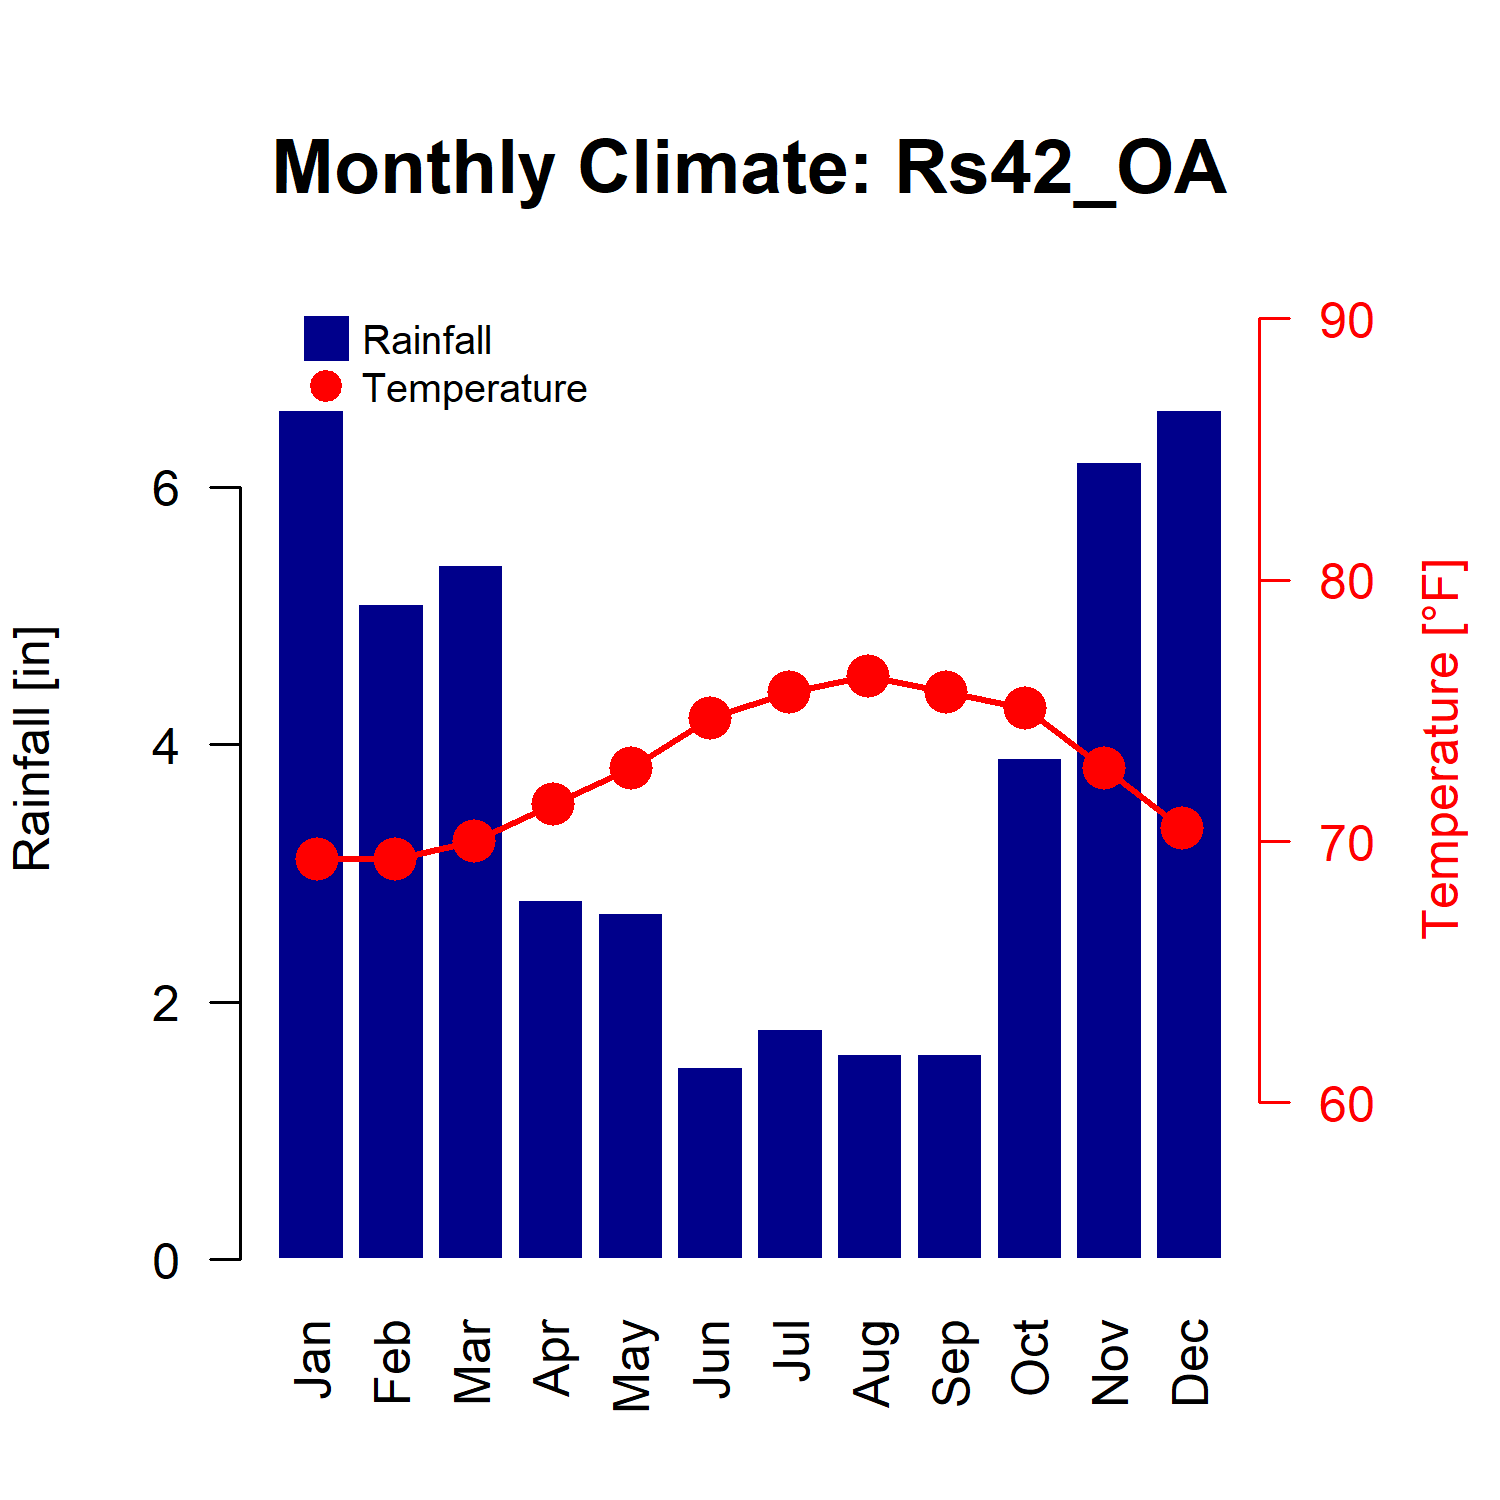 Monthly Climate: Rs42_OA
Rainfall
Temperature
Rainfall [in]
6
4
2
0
90
80
70
60
Temperature [°F]
Jan
Feb
Mar
Apr
May
Jun
Jul
Aug
Sep
Oct
Nov
Dec